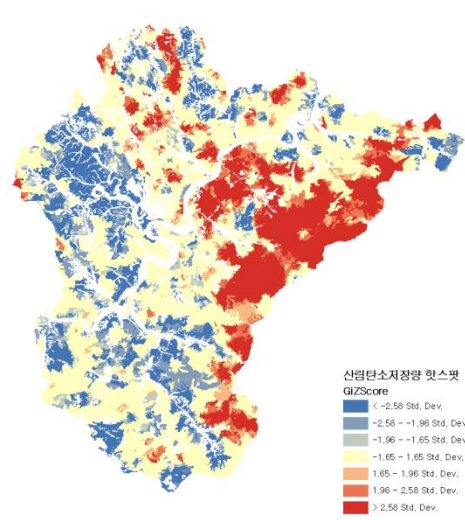 산림탄소저장량 핫스팟
GiZScore
< -2,58 Std, Dev,
-2,58 - -1,96 Std, Dev,
-1,96 - -1,65 Std, Dev,
-1,65 - 1,65 Std, Dev,
1,65 - 1,96 Std, Dev,
1,96 - 2,58 Std, Dev,
> 2,58 Std, Dev,